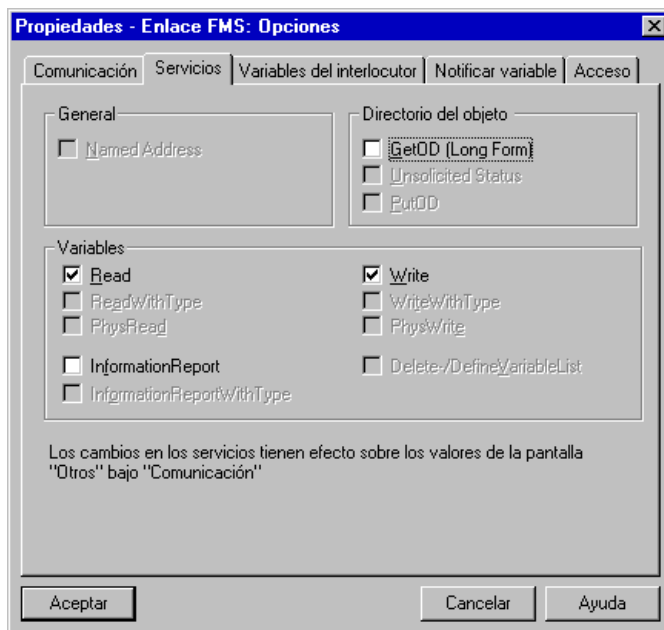 Propiedades - Enlace FMS: Opciones
Comunicación Servicios Variables del interlocutor Notificar variable Acceso
General
Named Address
Directorio del objeto
GetOD (Long Form)
Unsolicited Status
PutOD
Variables
Read Write
ReadWithType WriteWithType
PhysRead PhysWrite
InformationReport Delete-/DefineVariableList
InformationReportWithType
Los cambios en los servicios tienen efecto sobre los valores de la pantalla
"Otros" bajo "Comunicación"
Aceptar Cancelar Ayuda